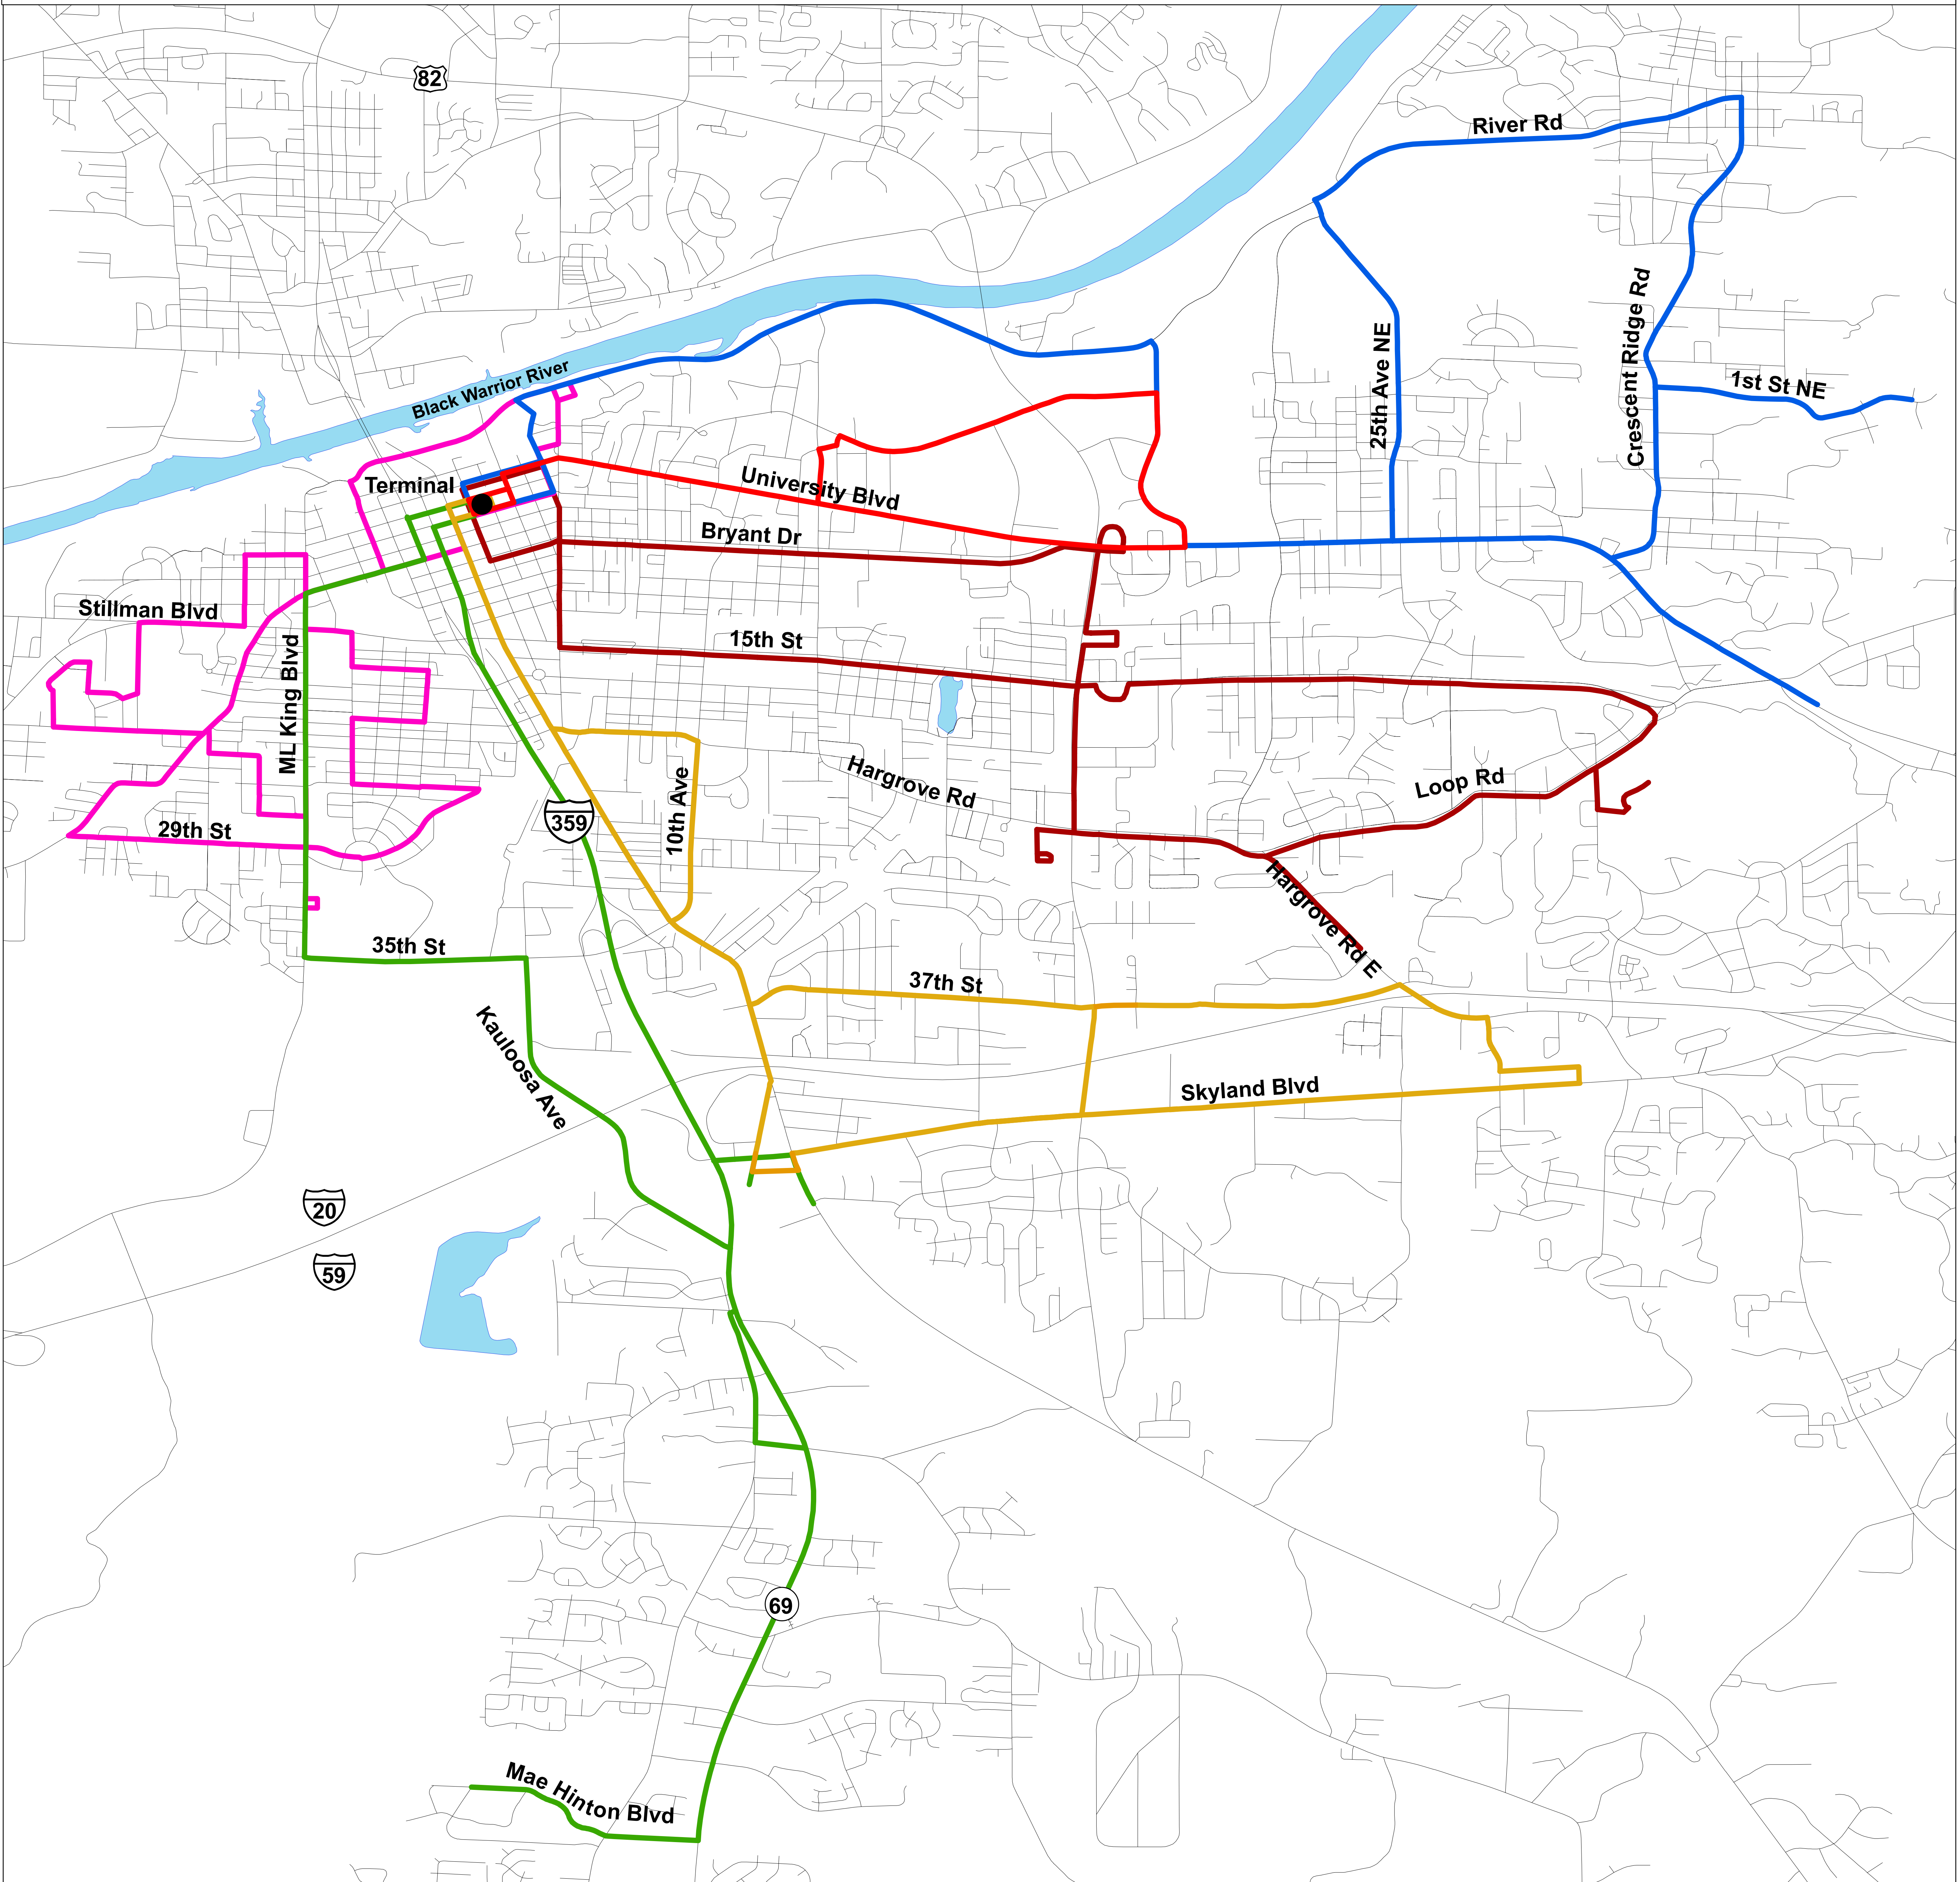 82
River Rd
Crescent Ridge Rd
25th Ave NE
1st St NE
Black Warrior River
Terminal
University Blvd
Bryant Dr
Stillman Blvd
15th St
ML King Blvd
Hargrove Rd
Loop Rd
10th Ave
359
29th St
Hargrove Rd E
35th St
37th St
Kauloosa Ave
Skyland Blvd
20
59
69
Mae Hinton Blvd